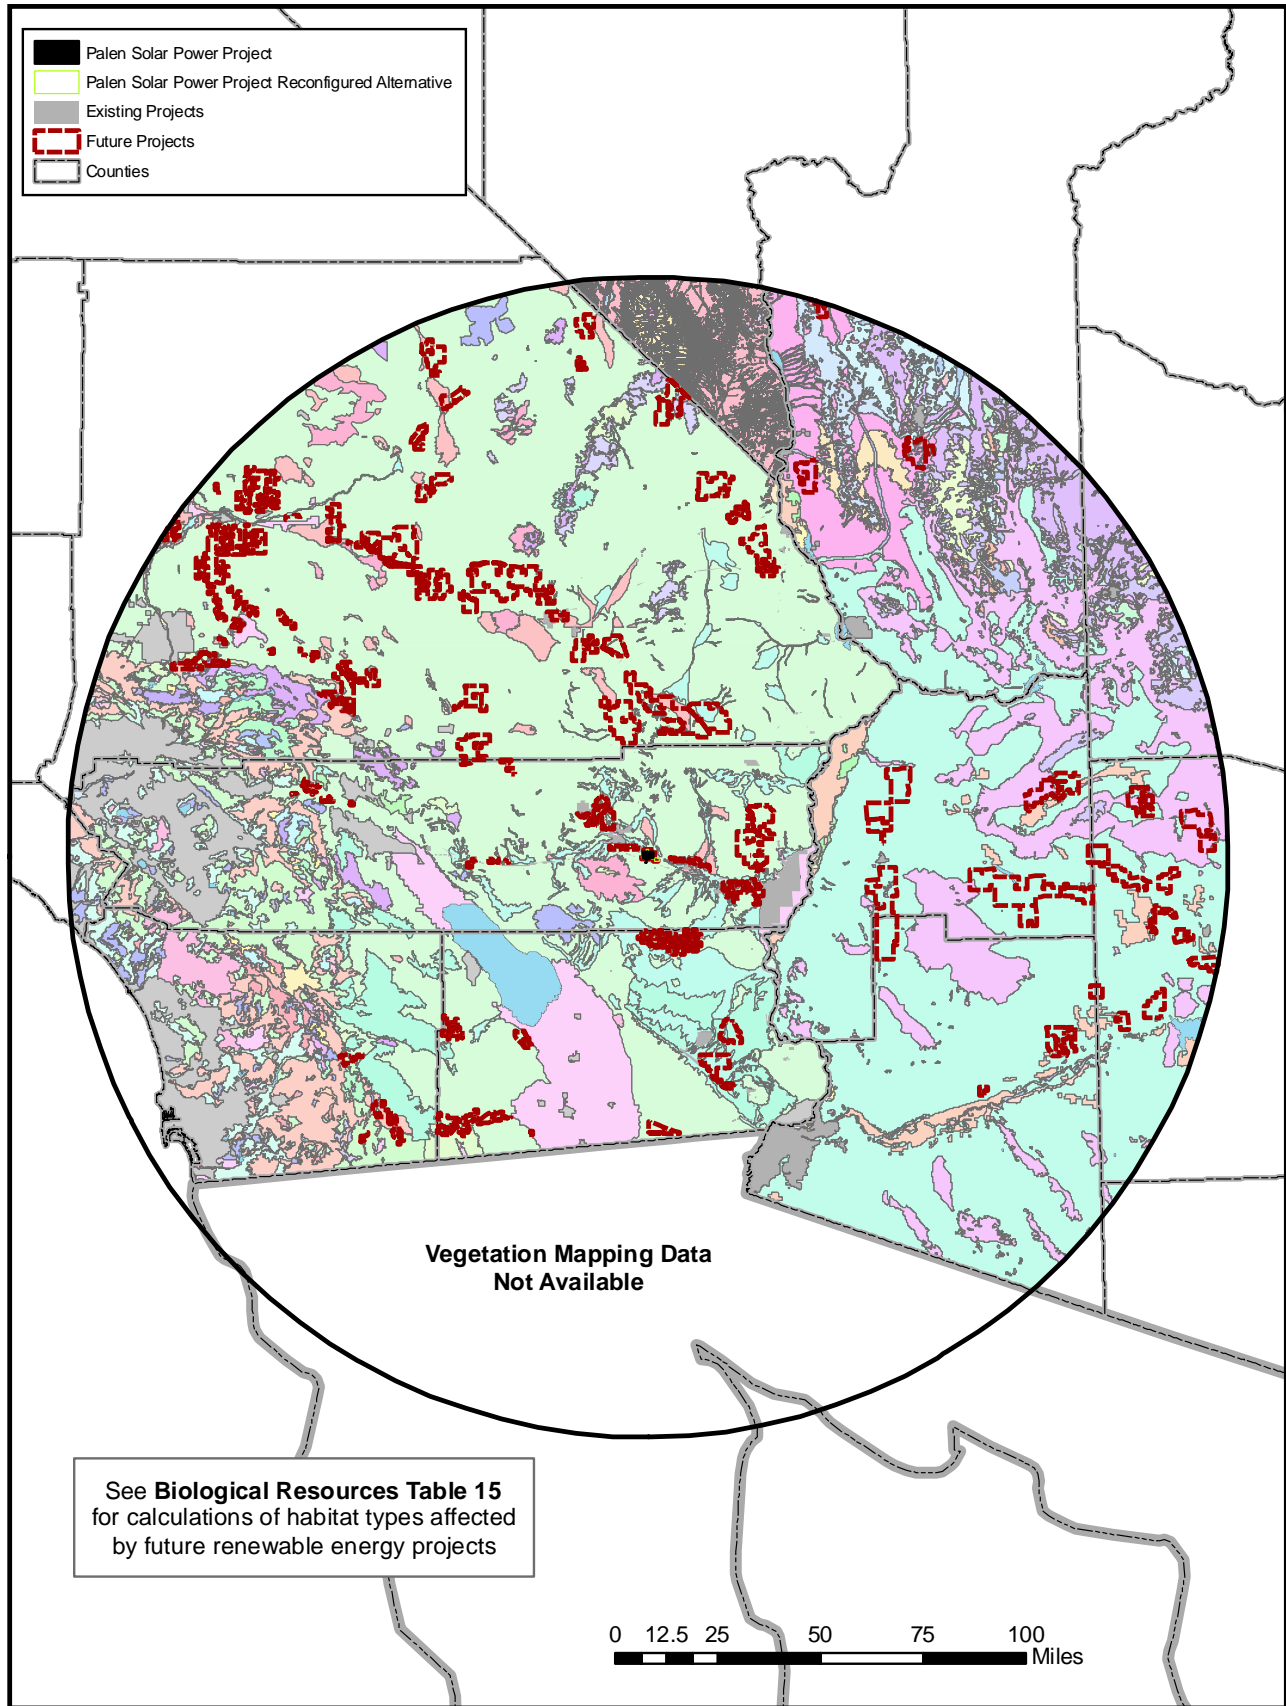 Palen Solar Power Project
Palen Solar Power Project Reconfigured Alternative
Existing Projects
Future Projects
Counties
Vegetation Mapping Data
Not Available
See Biological Resources Table 15
for calculations of habitat types affected
by future renewable energy projects
0 12.5 25 50 75 100
Miles